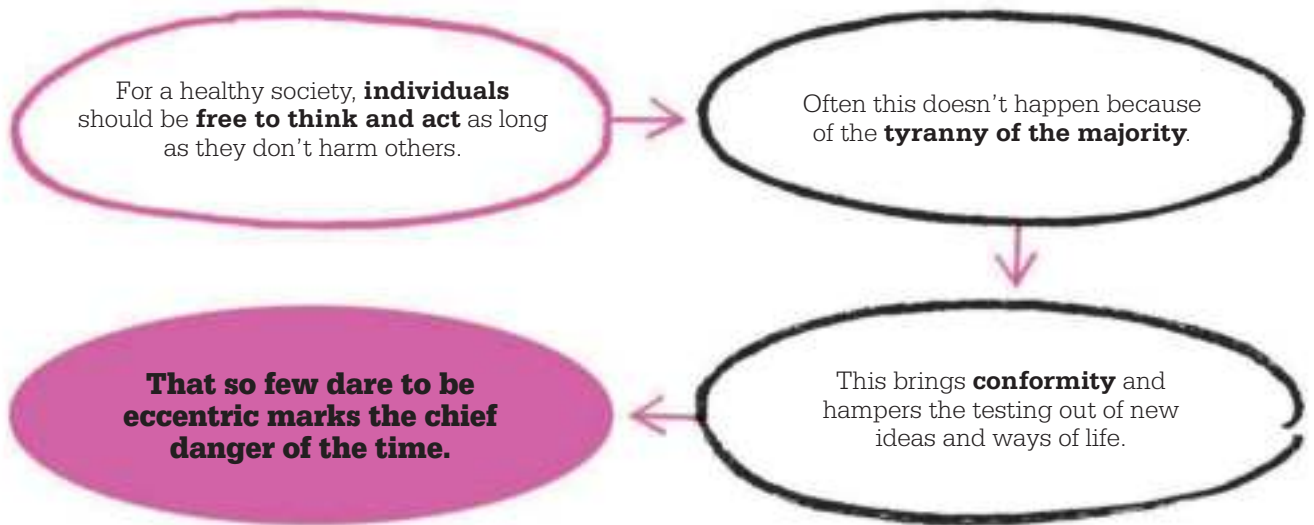 For a healthy society, individuals
should be free to think and act as long
as they don’t harm others.
Often this doesn’t happen because
of the tyranny of the majority.
This brings conformity and
hampers the testing out of new
ideas and ways of life.
That so few dare to be
eccentric marks the chief
danger of the time.